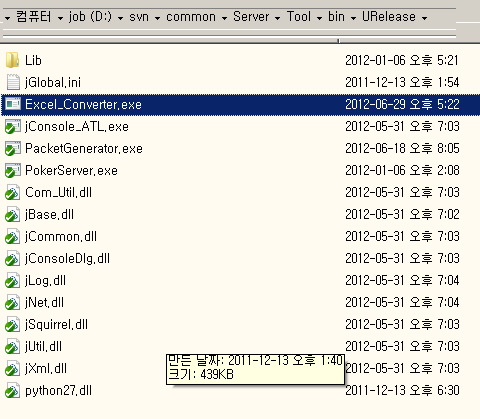 컴퓨터 ▾ job (D:) ▾ svn ▾ common ▾ Server ▾ Tool ▾ bin ▾ URelease ▾
Lib 2012-01-06 오후 5:21
jGlobal.ini 2011-12-13 오후 1:54
Excel_Converter.exe 2012-06-29 오후 5:22
jConsole_ATL.exe 2012-05-31 오후 7:03
PacketGenerator.exe 2012-06-18 오후 8:05
PokerServer.exe 2012-01-06 오후 2:08
Com_Util.dll 2012-05-31 오후 7:03
jBase.dll 2012-05-31 오후 7:02
jCommon.dll 2012-05-31 오후 7:03
jConsoleDlg.dll 2012-05-31 오후 7:03
jLog.dll 2012-05-31 오후 7:04
jNet.dll 2012-05-31 오후 7:04
jSquirrel.dll 2012-05-31 오후 7:03
jUtil.dll 2012-05-31 오후 7:03
jXml.dll 2012-05-31 오후 7:03
만든 날짜: 2011-12-13 오후 1:40
크기: 439KB
python27.dll 2011-12-13 오후 6:30